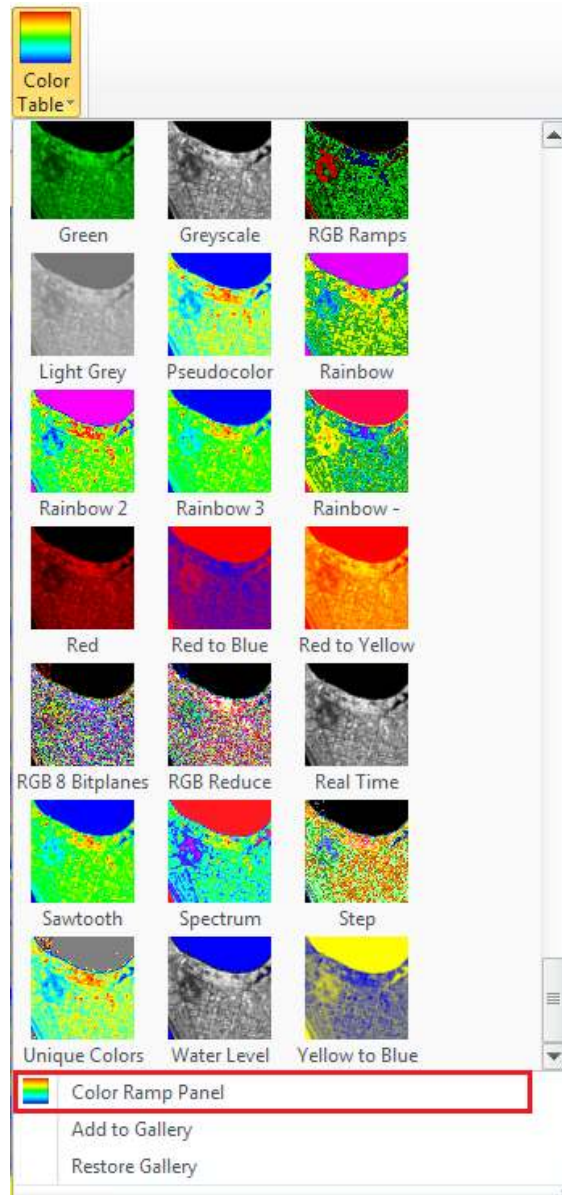 Color
Table
Green Greyscale RGB Ramps
Light Grey Pseudocolor Rainbow
Rainbow 2 Rainbow 3 Rainbow -
Red Red to Blue Red to Yellow
RGB 8 Bitplanes RGB Reduce Real Time
Sawtooth Spectrum Step
Unique Colors Water Level Yellow to Blue
Color Ramp Panel
Add to Gallery
Restore Gallery